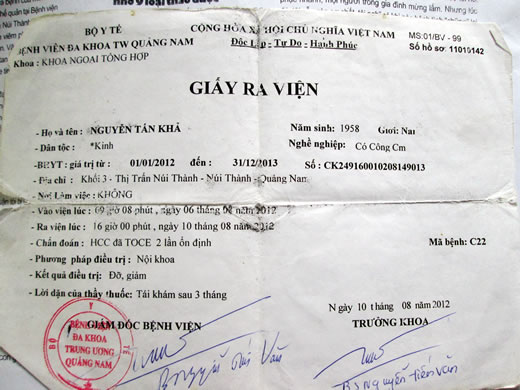 BỘ Y TẾ
CỘNG HÒA XÃ HỘI CHỦ NGHĨA VIỆT NAM
MS:01/BV - 99
BỆNH VIỆN ĐA KHOA TW QUẢNG NAM
Độc Lập - Tự Do - Hạnh Phúc
Số hồ sơ: 11015142
Khoa : KHOA NGOẠI TỔNG HỢP
GIẤY RA VIỆN
- Họ và tên : NGUYỄN TẤN KHẢ
Năm sinh: 1958 Giới: Nam
- Dân tộc : *Kinh
Nghề nghiệp: Có Công Cm
- BHYT: giá trị từ : 01/01/2012 đến : 31/12/2013 Số : CK249160010208149013
- Địa chỉ : Khối 3 - Thị Trấn Núi Thành - Núi Thành - Quảng Nam
- Nơi Làm việc : KHÔNG
- Vào viện lúc : 09 giờ 08 phút, ngày 06 tháng 08 năm 2012
- Ra viện lúc : 16 giờ 00 phút, ngày 10 tháng 08 năm 2012
- Chẩn đoán : HCC đã TOCE 2 lần ổn định
Mã bệnh: C22
- Phương pháp điều trị : Nội khoa
- Kết quả điều trị : Đỡ, giảm
- Lời dặn của thầy thuốc: Tái khám sau 3 tháng
Ngày 10 tháng 08 năm 2012
GIÁM ĐỐC BỆNH VIỆN
TRƯỞNG KHOA
BỘ Y TẾ
BỆNH VIỆN
ĐA KHOA
TRUNG ƯƠNG
QUẢNG NAM
BS Nguyễn Tiến Văn